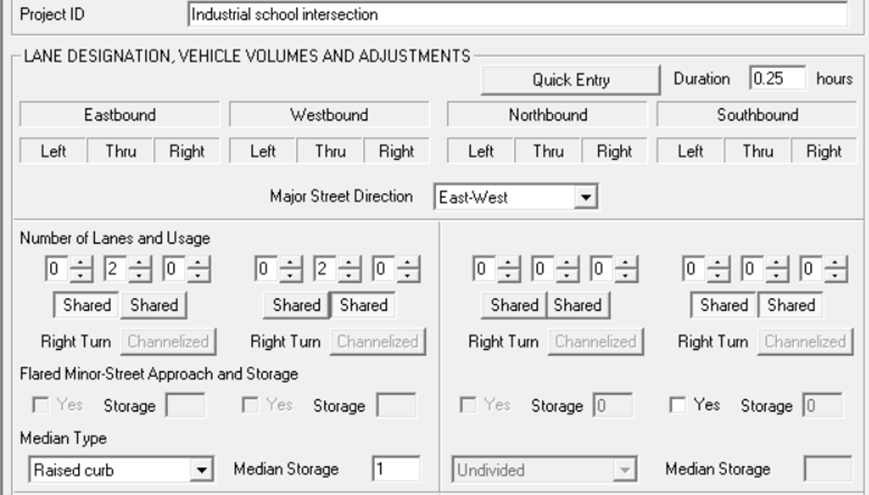 Project ID Industrial school intersection
LANE DESIGNATION, VEHICLE VOLUMES AND ADJUSTMENTS
Quick Entry Duration 0.25 hours
Eastbound Westbound Northbound Southbound
Left Thru Right Left Thru Right Left Thru Right Left Thru Right
Major Street Direction East-West
Number of Lanes and Usage
0 2 0 0 2 0 0 0 0 0 0 0
Shared Shared Shared Shared Shared Shared Shared Shared
Right Turn Channelized Right Turn Channelized Right Turn Channelized Right Turn Channelized
Flared Minor-Street Approach and Storage
Yes Storage Yes Storage Yes Storage 0 Yes Storage 0
Median Type
Raised curb Median Storage 1 Undivided Median Storage